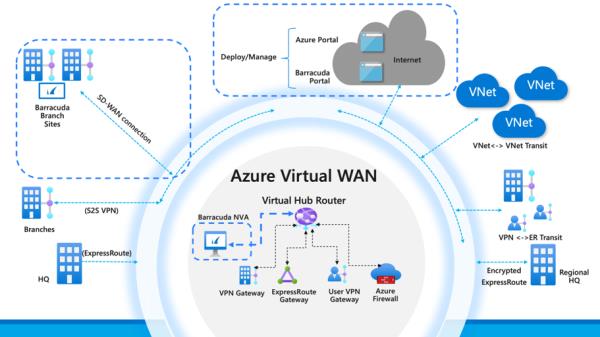 Deploy/Manage
Azure Portal
Barracuda
Portal
Internet
Barracuda
Branch
Sites
SD-WAN connection
VNet
VNet
VNet
VNet<-> VNet Transit
Azure Virtual WAN
Virtual Hub Router
Barracuda NVA
(S2S VPN)
Branches
VPN <->ER Transit
(ExpressRoute)
HQ
Encrypted
ExpressRoute
Regional
HQ
VPN Gateway
ExpressRoute
Gateway
User VPN
Gateway
Azure
Firewall